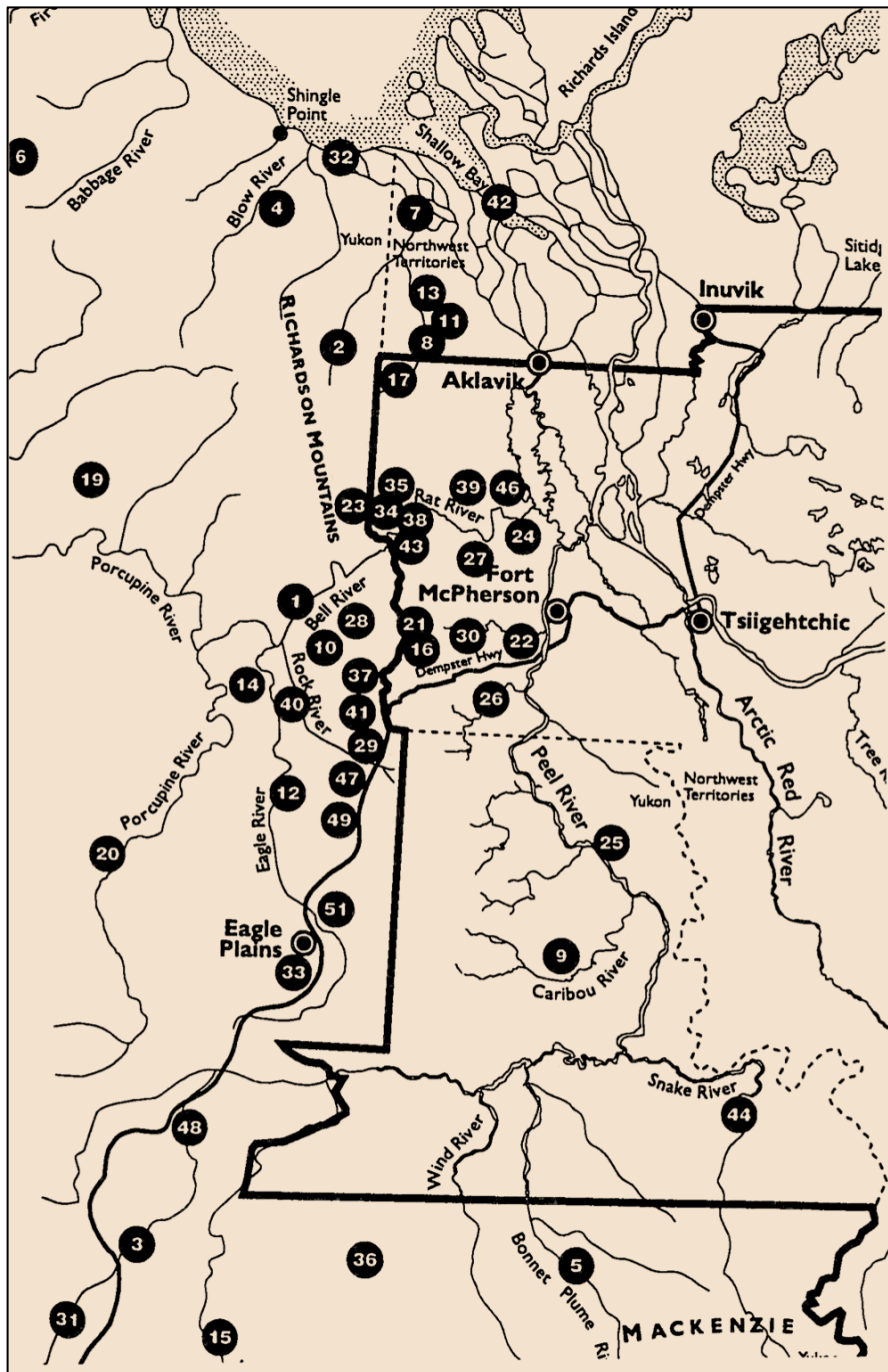 Richards Island
Shingle
Point
Babbage River
6
32
Shallow Bay
Blow River
4
7
42
Yukon
Northwest
Territories
Sitidg
Lake
13
Inuvik
11
RICHARDSON MOUNTAINS
2
8
17
Aklavik
19
35
39
46
Dempster Hwy
23
34
Rat River
38
24
43
27
Fort
McPherson
Porcupine River
1
Bell River
28
21
30
22
Tsiigehtchic
10
16
Dempster Hwy
Rock River
37
14
40
26
41
Arctic Red River
29
Peel River
Tree R
Porcupine River
47
12
Yukon
Northwest
Territories
49
Eagle River
20
25
51
Eagle
Plains
33
9
Caribou River
Snake River
44
48
Wind River
3
36
5
Bonnet Plume Ri
31
15
MACKENZIE